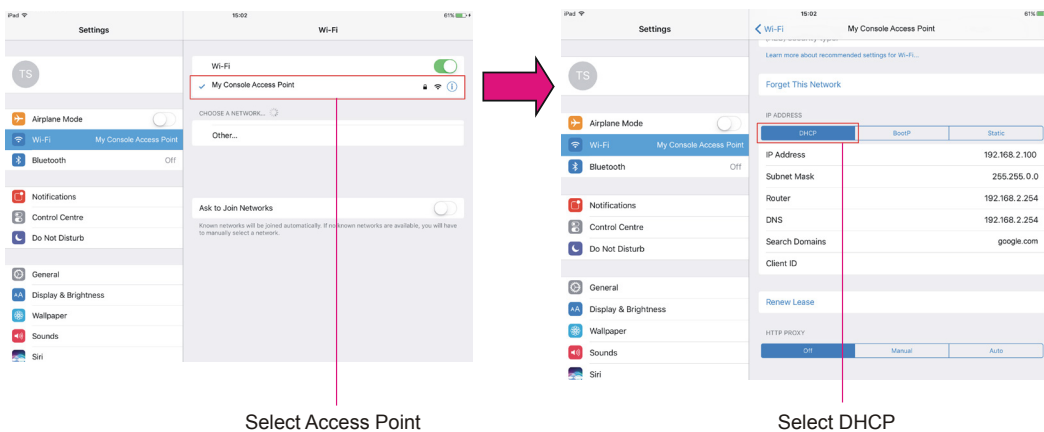 iPad 15:02 61%
Settings Wi-Fi
TS
Wi-Fi
My Console Access Point
CHOOSE A NETWORK...
Other...
Airplane Mode
Wi-Fi My Console Access Point
Bluetooth Off
Notifications
Control Centre
Do Not Disturb
Ask to Join Networks
Known networks will be joined automatically. If no known networks are available, you will have
to manually select a network.
General
Display & Brightness
Wallpaper
Sounds
Siri
Select Access Point
iPad 15:02 61%
Settings Wi-Fi My Console Access Point
TS
Learn more about recommended settings for Wi-Fi...
Forget This Network
IP ADDRESS
DHCP BootP Static
IP Address 192.168.2.100
Subnet Mask 255.255.0.0
Router 192.168.2.254
DNS 192.168.2.254
Search Domains google.com
Client ID
Renew Lease
HTTP PROXY
Off Manual Auto
Airplane Mode
Wi-Fi My Console Access Point
Bluetooth Off
Notifications
Control Centre
Do Not Disturb
General
Display & Brightness
Wallpaper
Sounds
Siri
Select DHCP